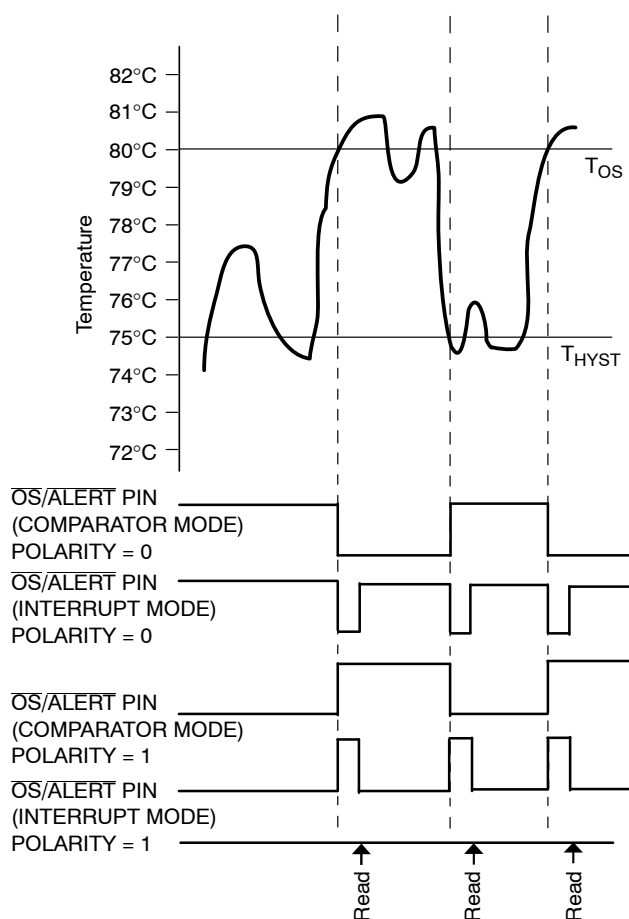 82°C
81°C
80°C
79°C
78°C
77°C
76°C
75°C
74°C
73°C
72°C
Temperature
TOS
THYST
OS/ALERT PIN
(COMPARATOR MODE)
POLARITY = 0
OS/ALERT PIN
(INTERRUPT MODE)
POLARITY = 0
OS/ALERT PIN
(COMPARATOR MODE)
POLARITY = 1
OS/ALERT PIN
(INTERRUPT MODE)
POLARITY = 1
Read
Read
Read